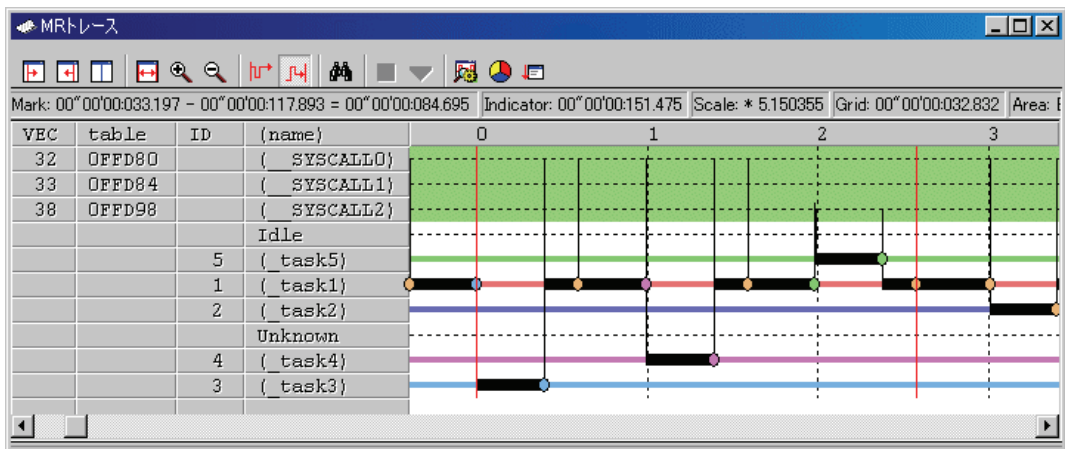 MRトレース
Mark: 00"00'00:033.197 - 00"00'00:117.893 = 00"00'00:084.695 Indicator: 00"00'00:151.475 Scale: * 5.150355 Grid: 00"00'00:032.832 Area:
VEC table ID (name) 0 1 2 3
32 0FFD80 (__SYSCALL0)
33 0FFD84 (__SYSCALL1)
38 0FFD98 (__SYSCALL2)
Idle
5 (_task5)
1 (_task1)
2 (_task2)
Unknown
4 (_task4)
3 (_task3)